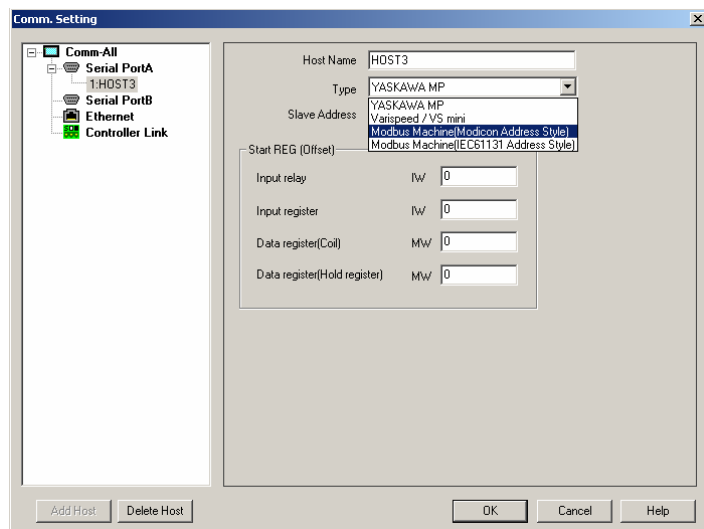 Comm. Setting
Comm-All
Serial PortA
1:HOST3
Serial PortB
Ethernet
Controller Link
Host Name HOST3
Type YASKAWA MP
YASKAWA MP
Varispeed / VS mini
Slave Address
Modbus Machine(Modicon Address Style)
Modbus Machine(IEC61131 Address Style)
Start REG (Offset)
Input relay IW 0
Input register IW 0
Data register(Coil) MW 0
Data register(Hold register) MW 0
Add Host Delete Host OK Cancel Help